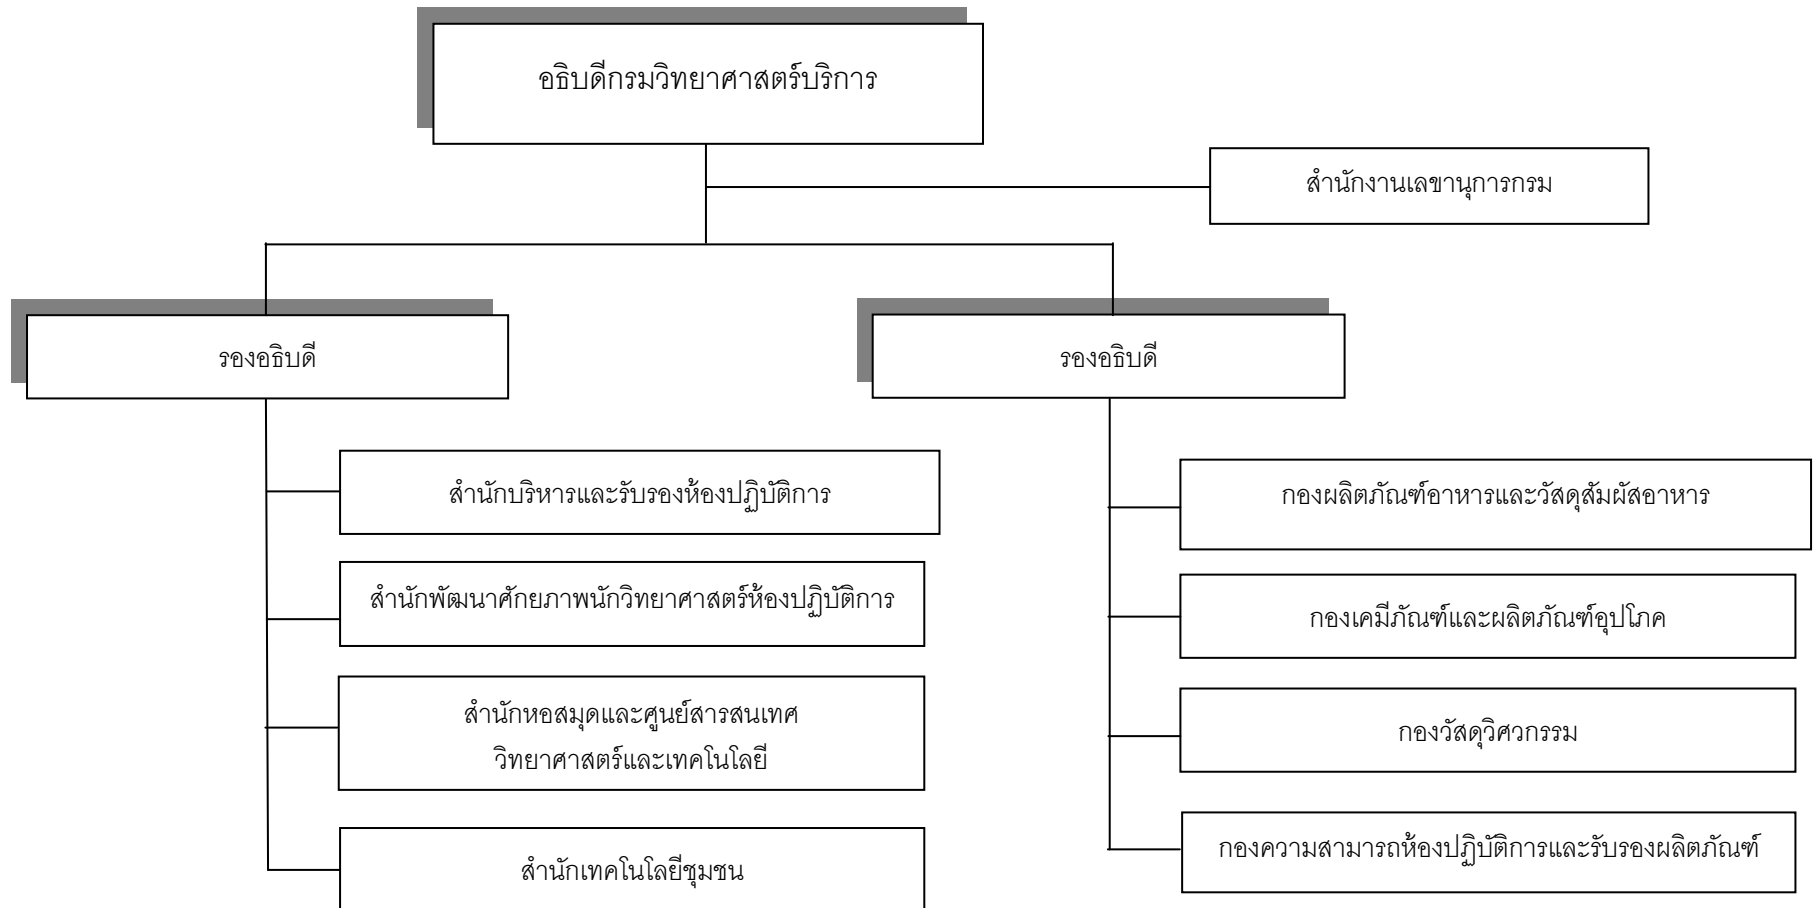 อธิบดีกรมวิทยาศาสตร์บริการ
สำนักงานเลขานุการกรม
รองอธิบดี
รองอธิบดี
สำนักบริหารและรับรองห้องปฏิบัติการ
สำนักพัฒนาศักยภาพนักวิทยาศาสตร์ห้องปฏิบัติการ
สำนักหอสมุดและศูนย์สารสนเทศ
วิทยาศาสตร์และเทคโนโลยี
สำนักเทคโนโลยีชุมชน
กองผลิตภัณฑ์อาหารและวัสดุสัมผัสอาหาร
กองเคมีภัณฑ์และผลิตภัณฑ์อุปโภค
กองวัสดุวิศวกรรม
กองความสามารถห้องปฏิบัติการและรับรองผลิตภัณฑ์